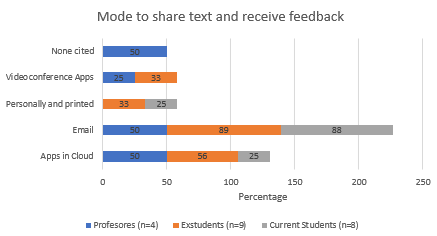 Mode to share text and receive feedback
None cited
50
Videoconference Apps
25 33
Personally and printed
33 25
Email
50 89 88
Apps in Cloud
50 56 25
0 50 100 150 200 250
Percentage
Profesores (n=4) Exstudents (n=9) Current Students (n=8)